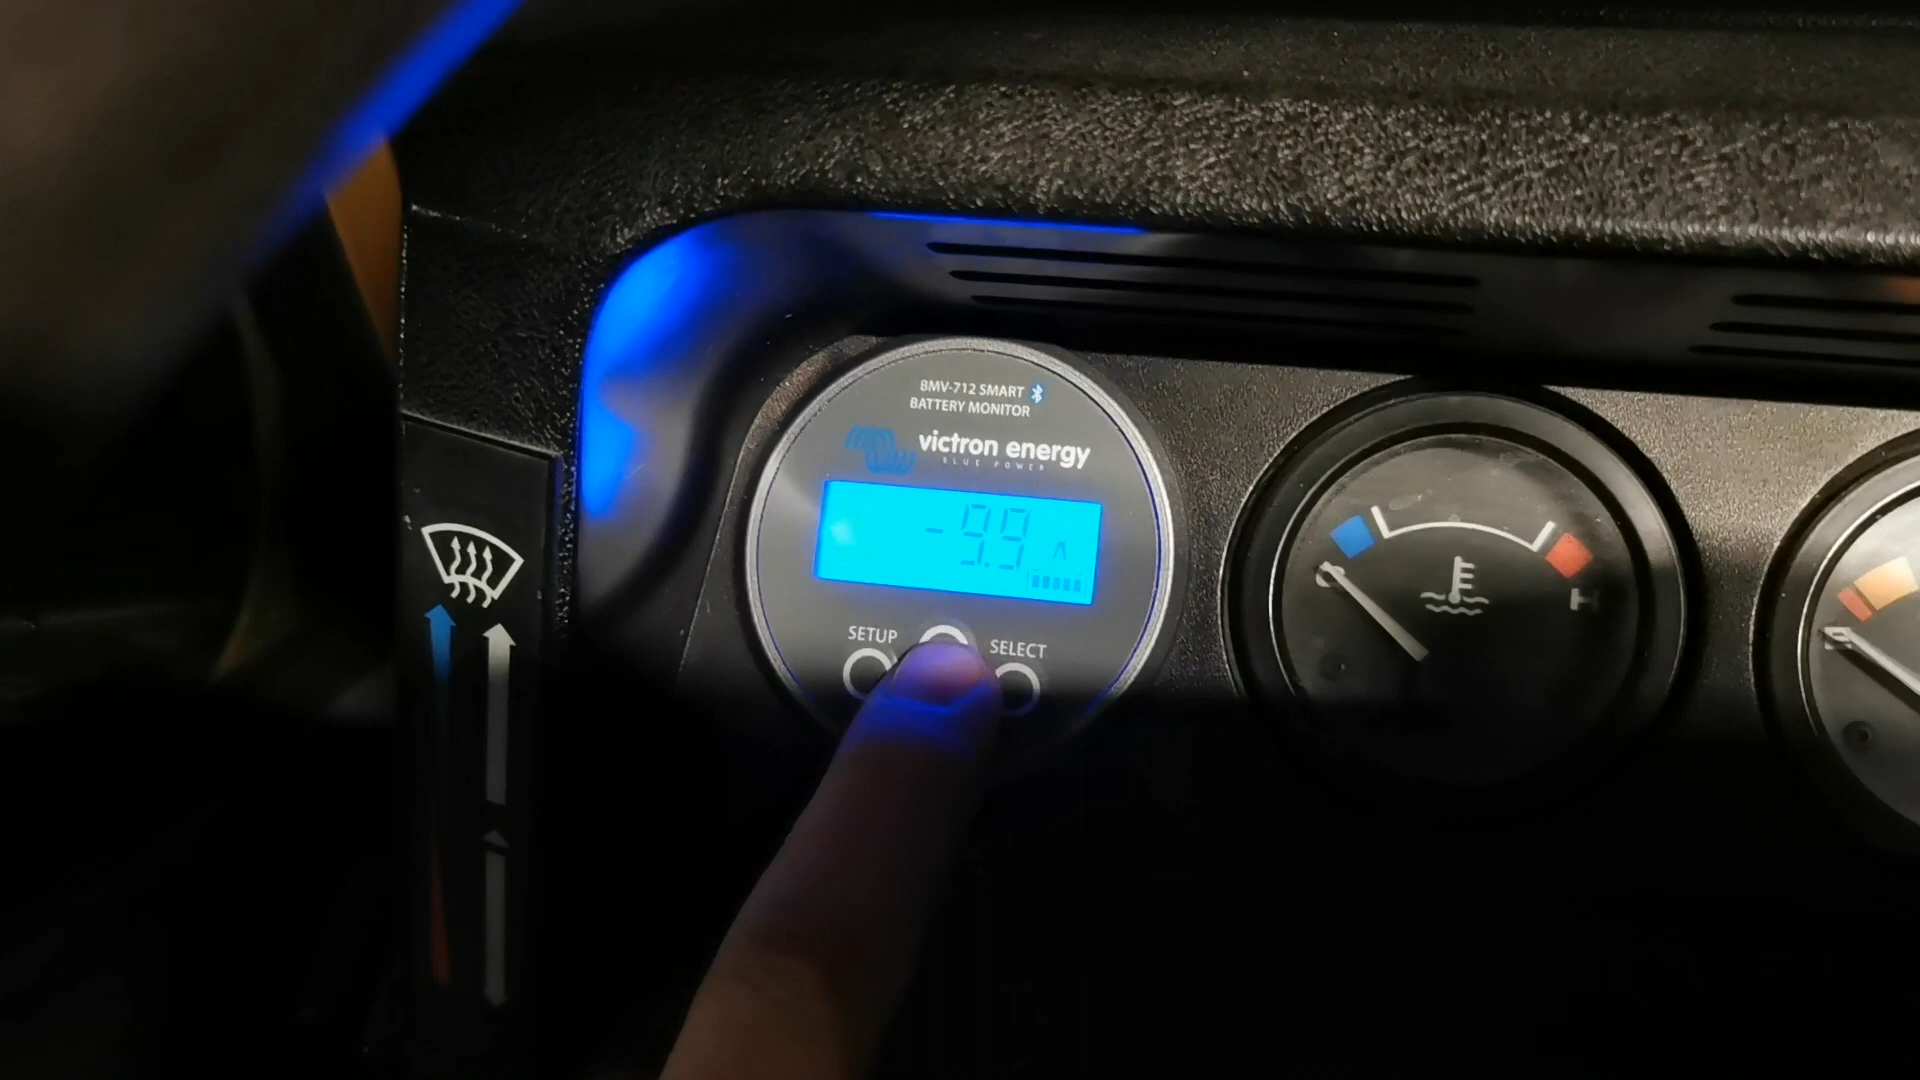 BMV-712 SMART
BATTERY MONITOR
victron energy
BLUE POWER
-9.9 A
SETUP
SELECT
C
H